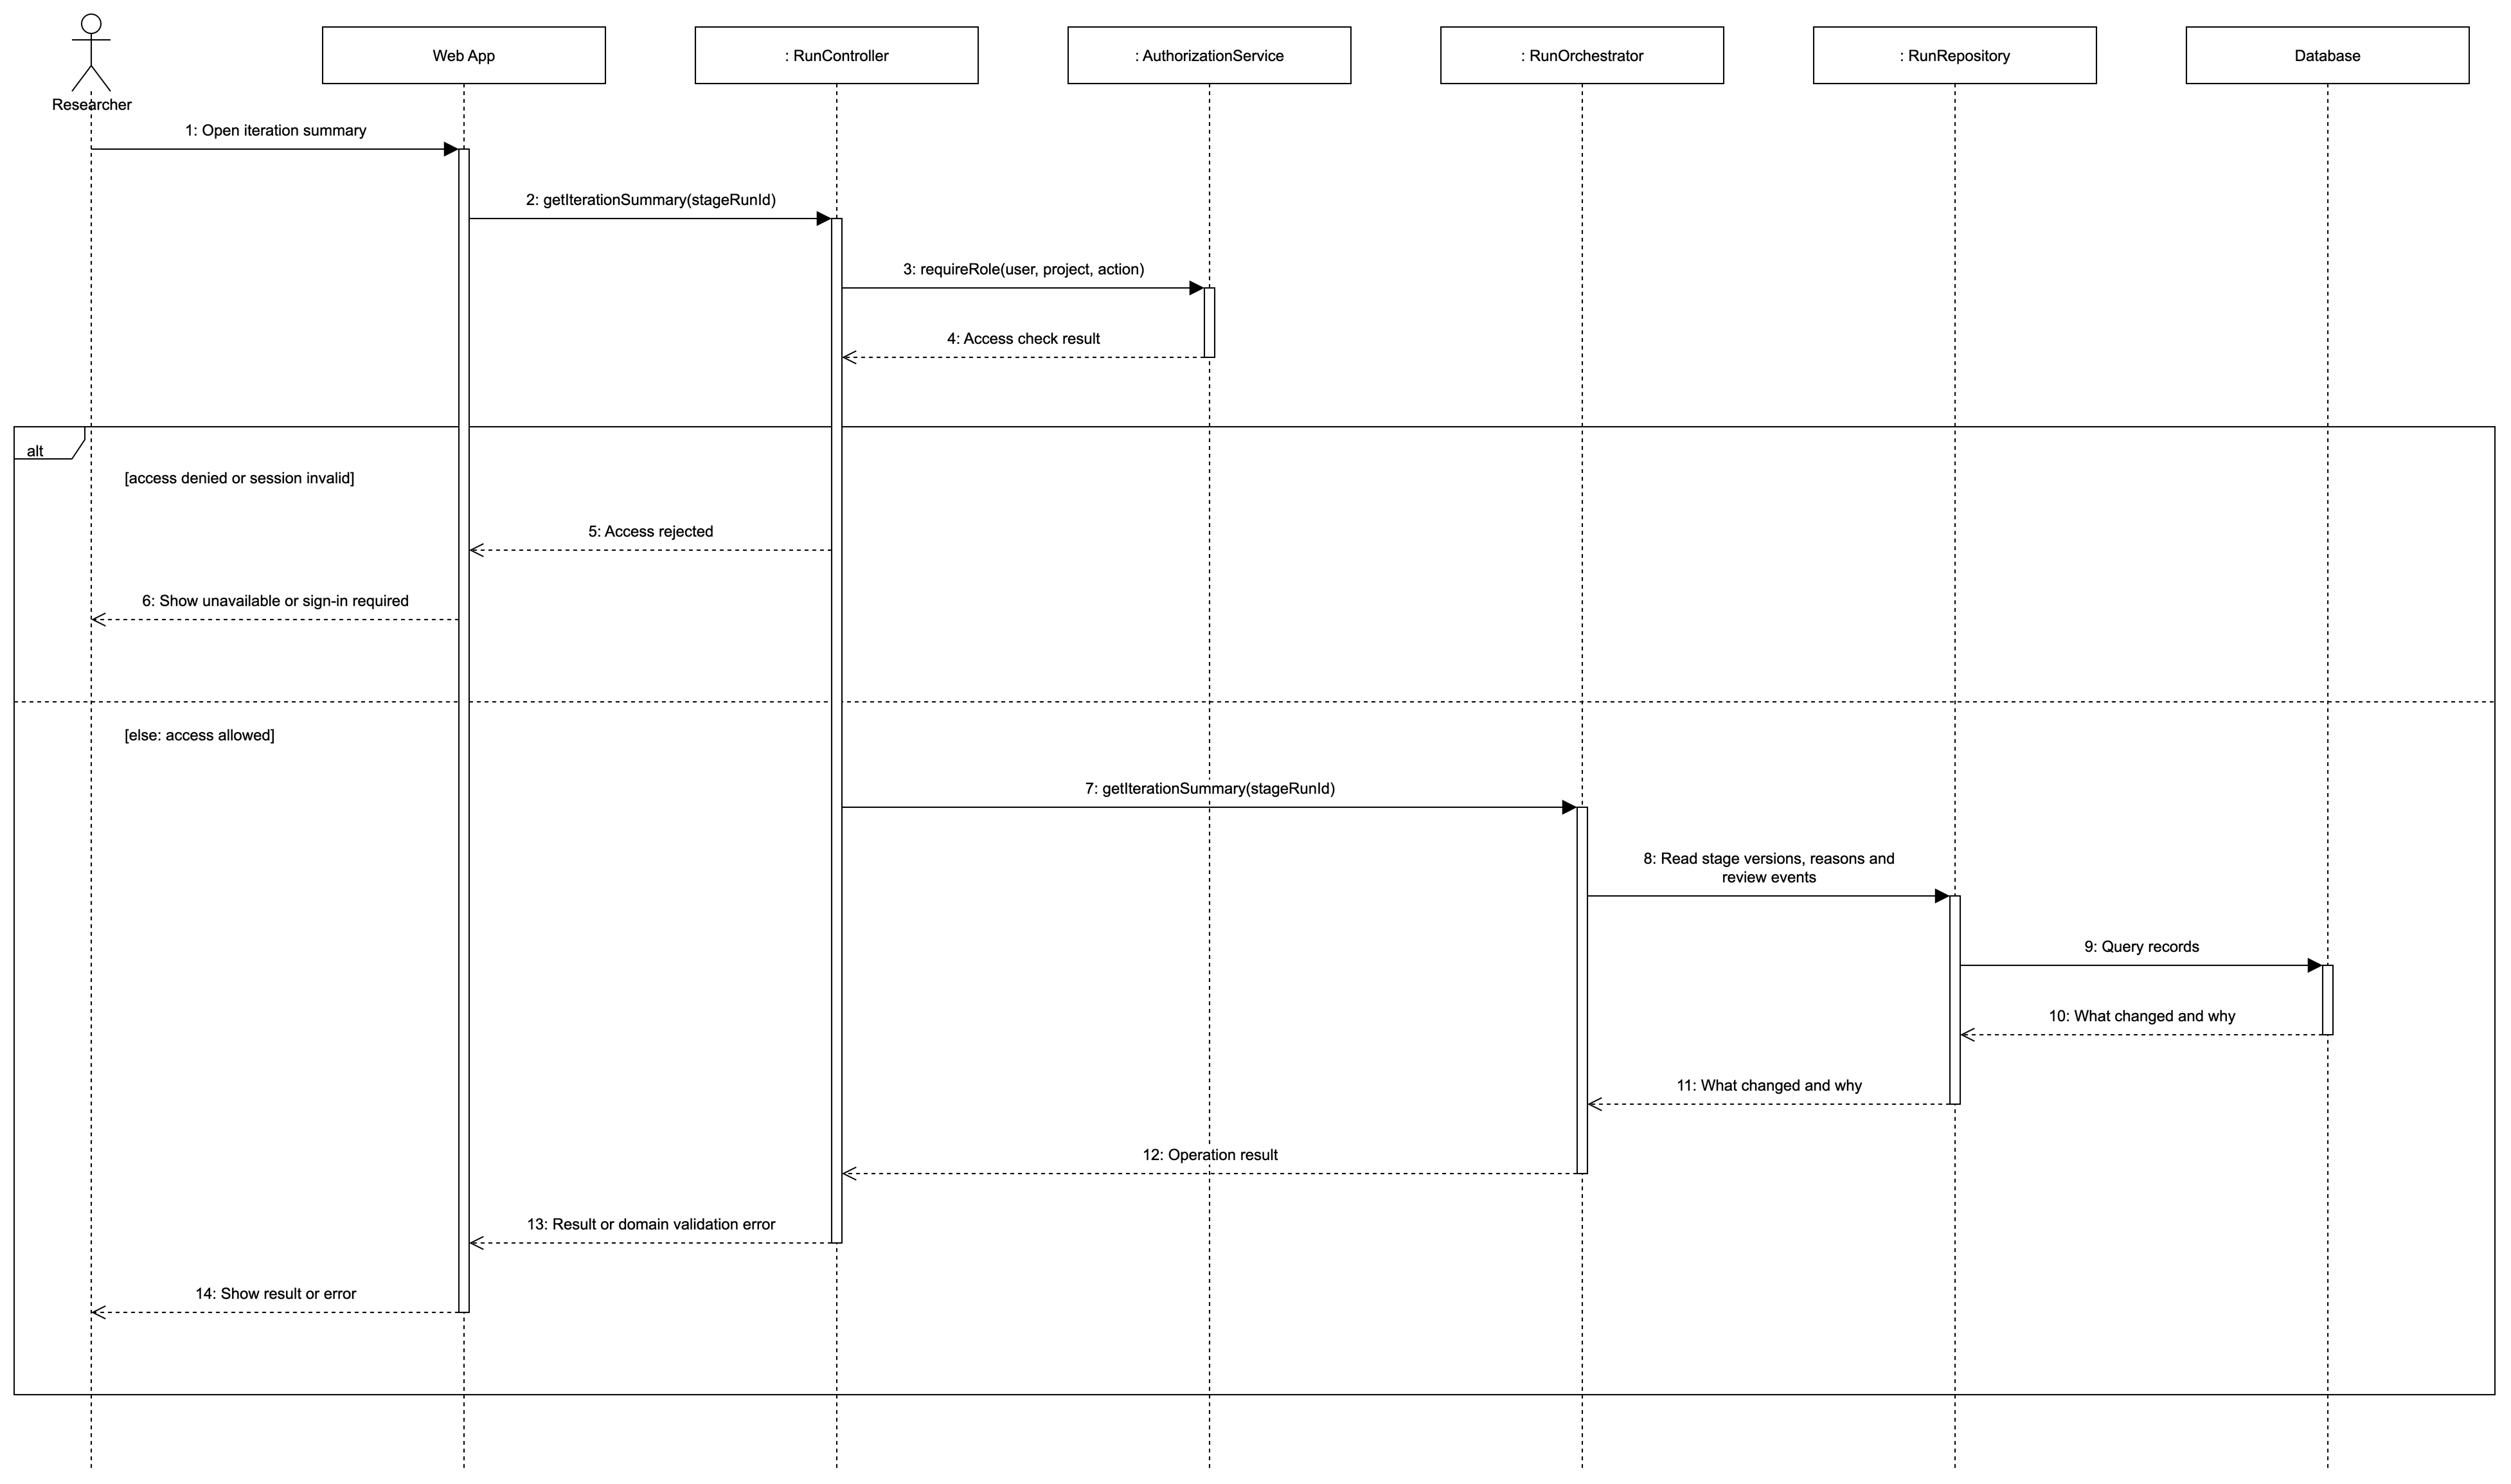 Researcher
Web App
: RunController
: AuthorizationService
: RunOrchestrator
: RunRepository
Database
1: Open iteration summary
2: getIterationSummary(stageRunId)
3: requireRole(user, project, action)
4: Access check result
alt
[access denied or session invalid]
5: Access rejected
6: Show unavailable or sign-in required
[else: access allowed]
7: getIterationSummary(stageRunId)
8: Read stage versions, reasons and
review events
9: Query records
10: What changed and why
11: What changed and why
12: Operation result
13: Result or domain validation error
14: Show result or error